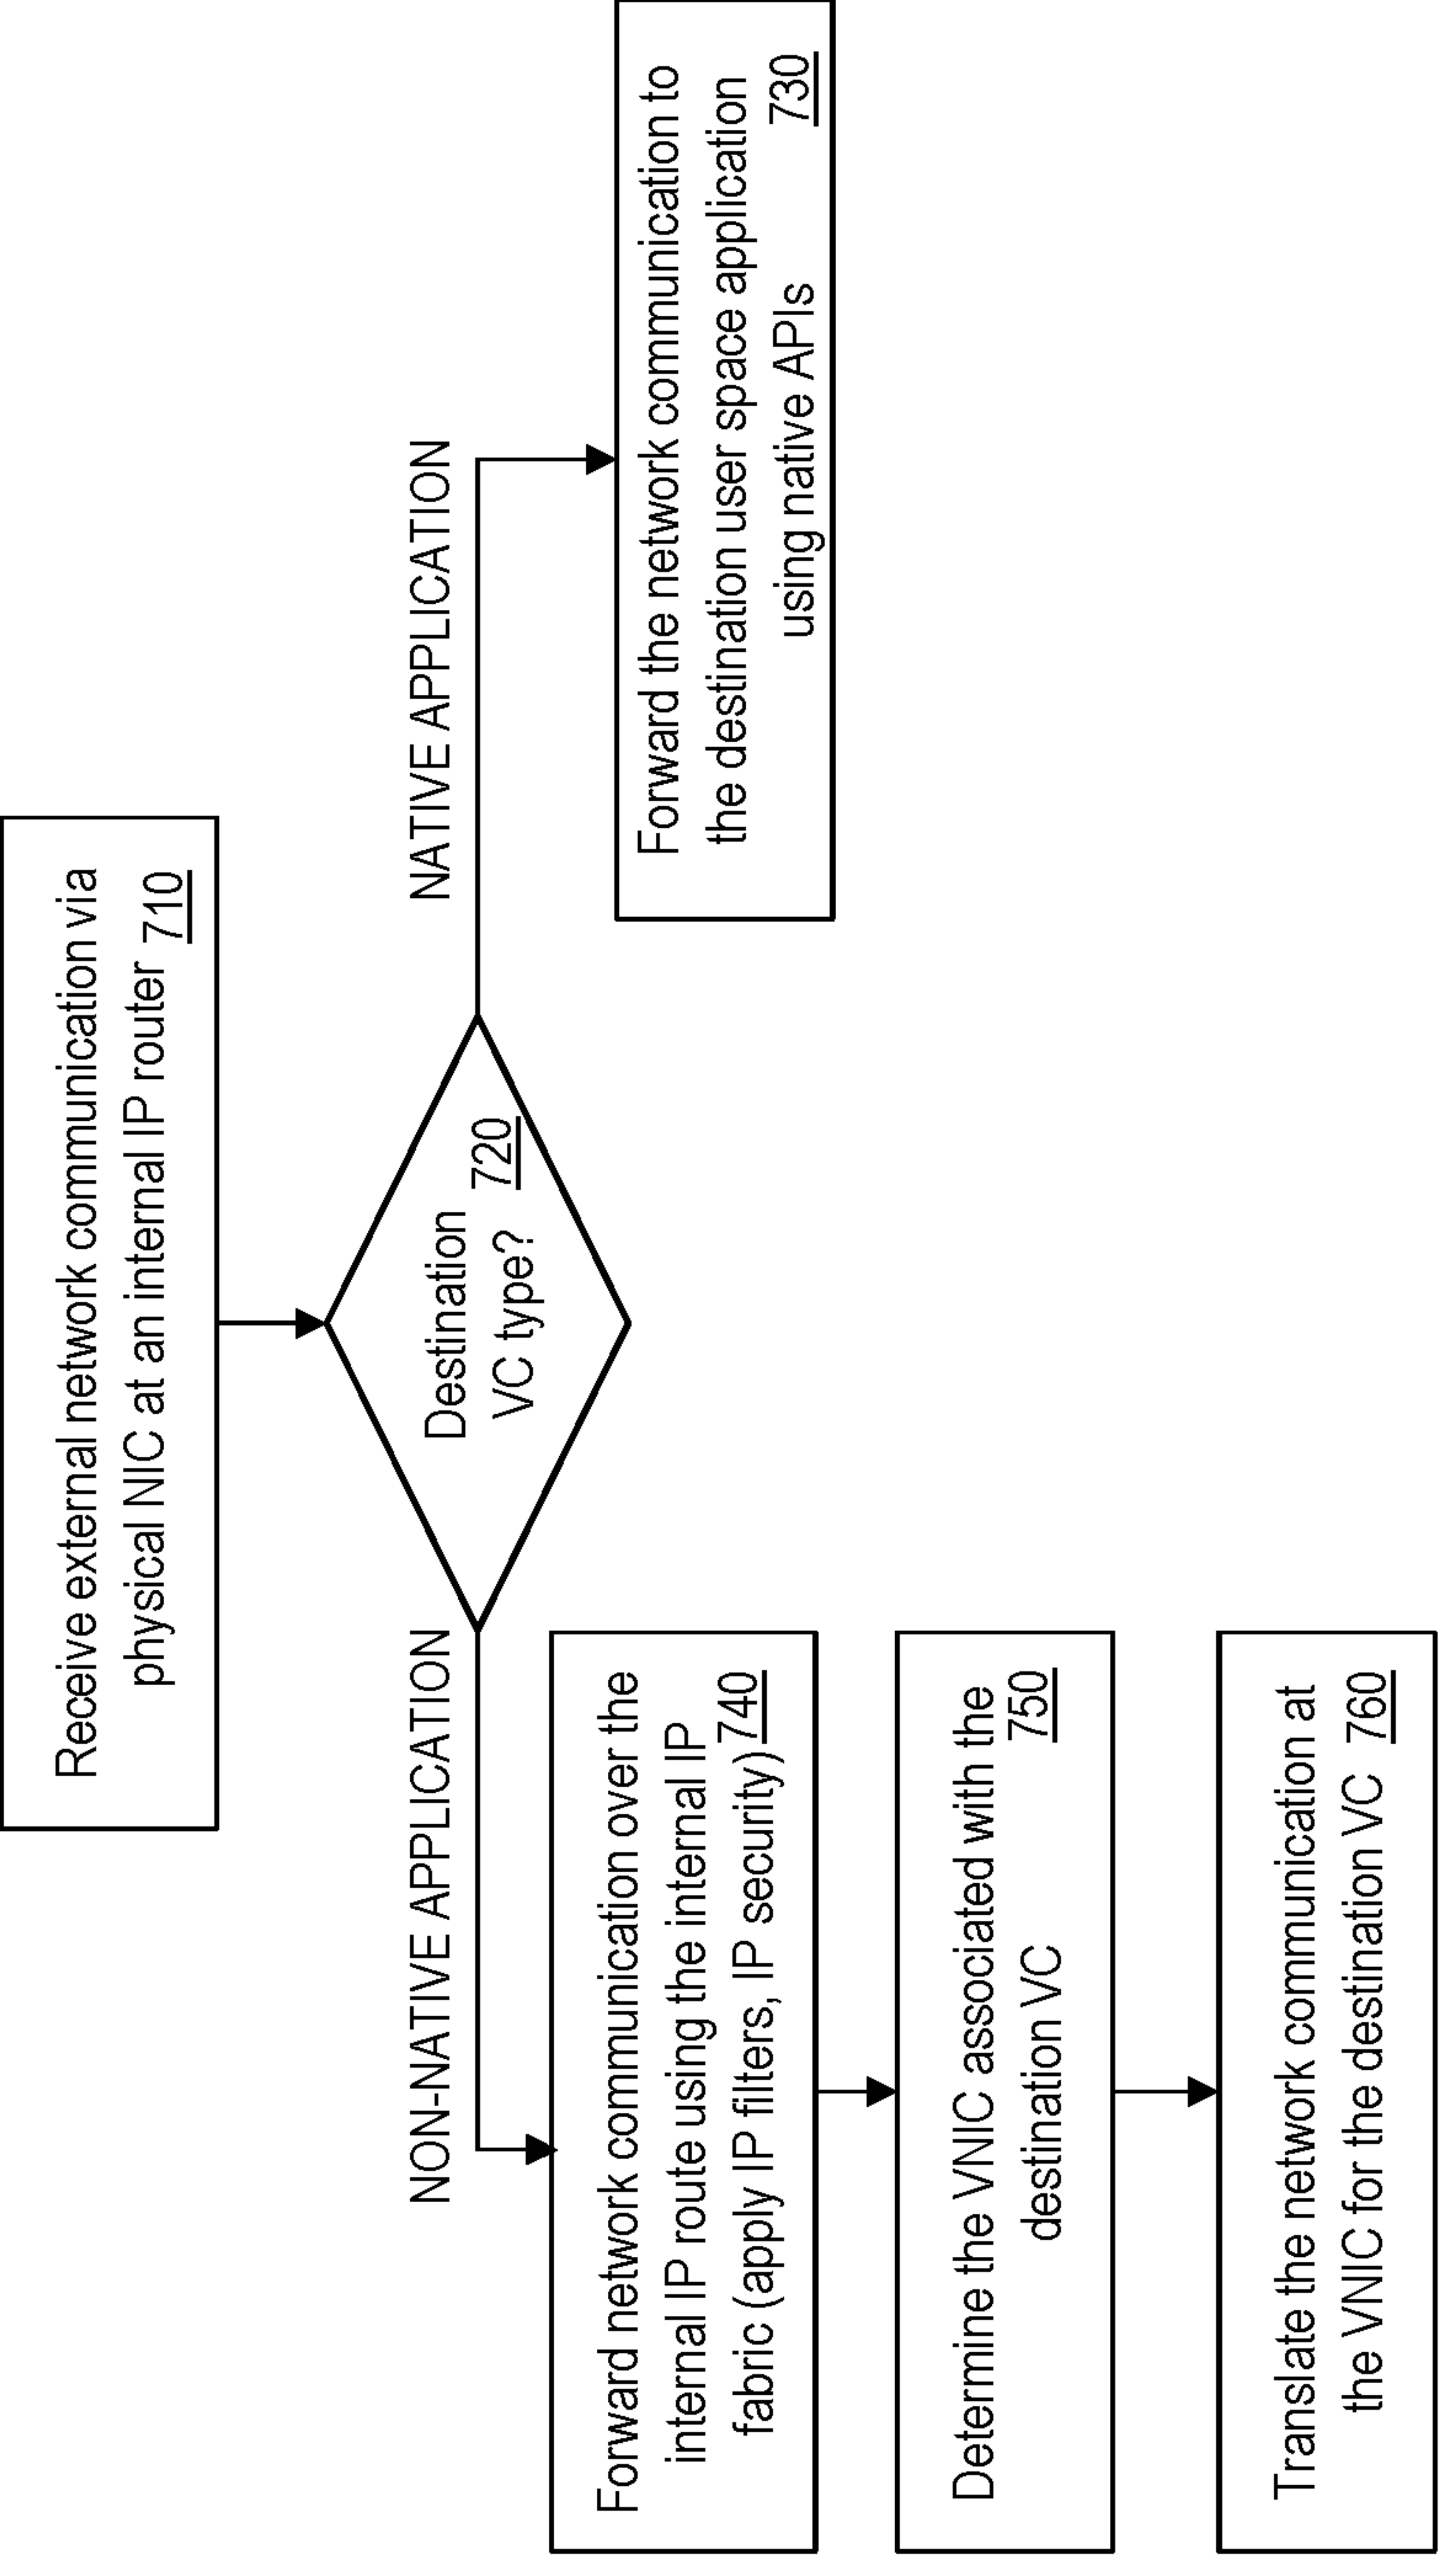 Receive external network communication via
physical NIC at an internal IP router 710
Destination
VC type? 720
NATIVE APPLICATION
Forward the network communication to
the destination user space application
using native APIs
730
NON-NATIVE APPLICATION
Forward network communication over the
internal IP route using the internal IP
fabric (apply IP filters, IP security) 740
Determine the VNIC associated with the
destination VC
750
Translate the network communication at
the VNIC for the destination VC 760